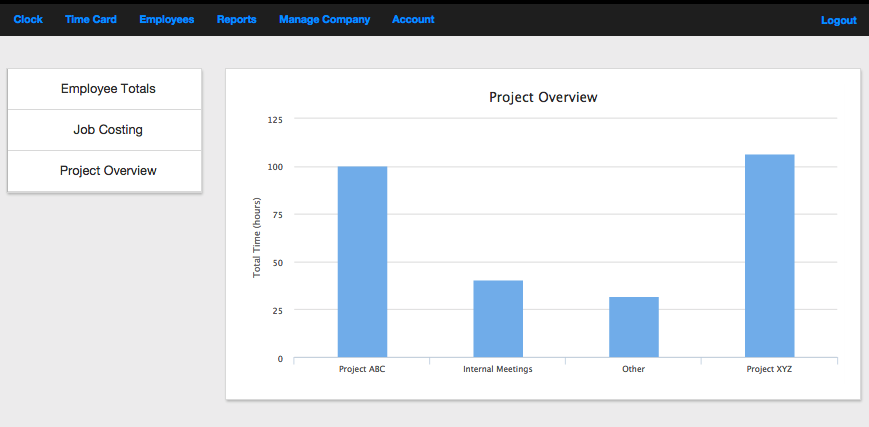 Clock Time Card Employees Reports Manage Company Account Logout
Employee Totals
Job Costing
Project Overview
Project Overview
Total Time (hours)
125
100
75
50
25
0
Project ABC Internal Meetings Other Project XYZ